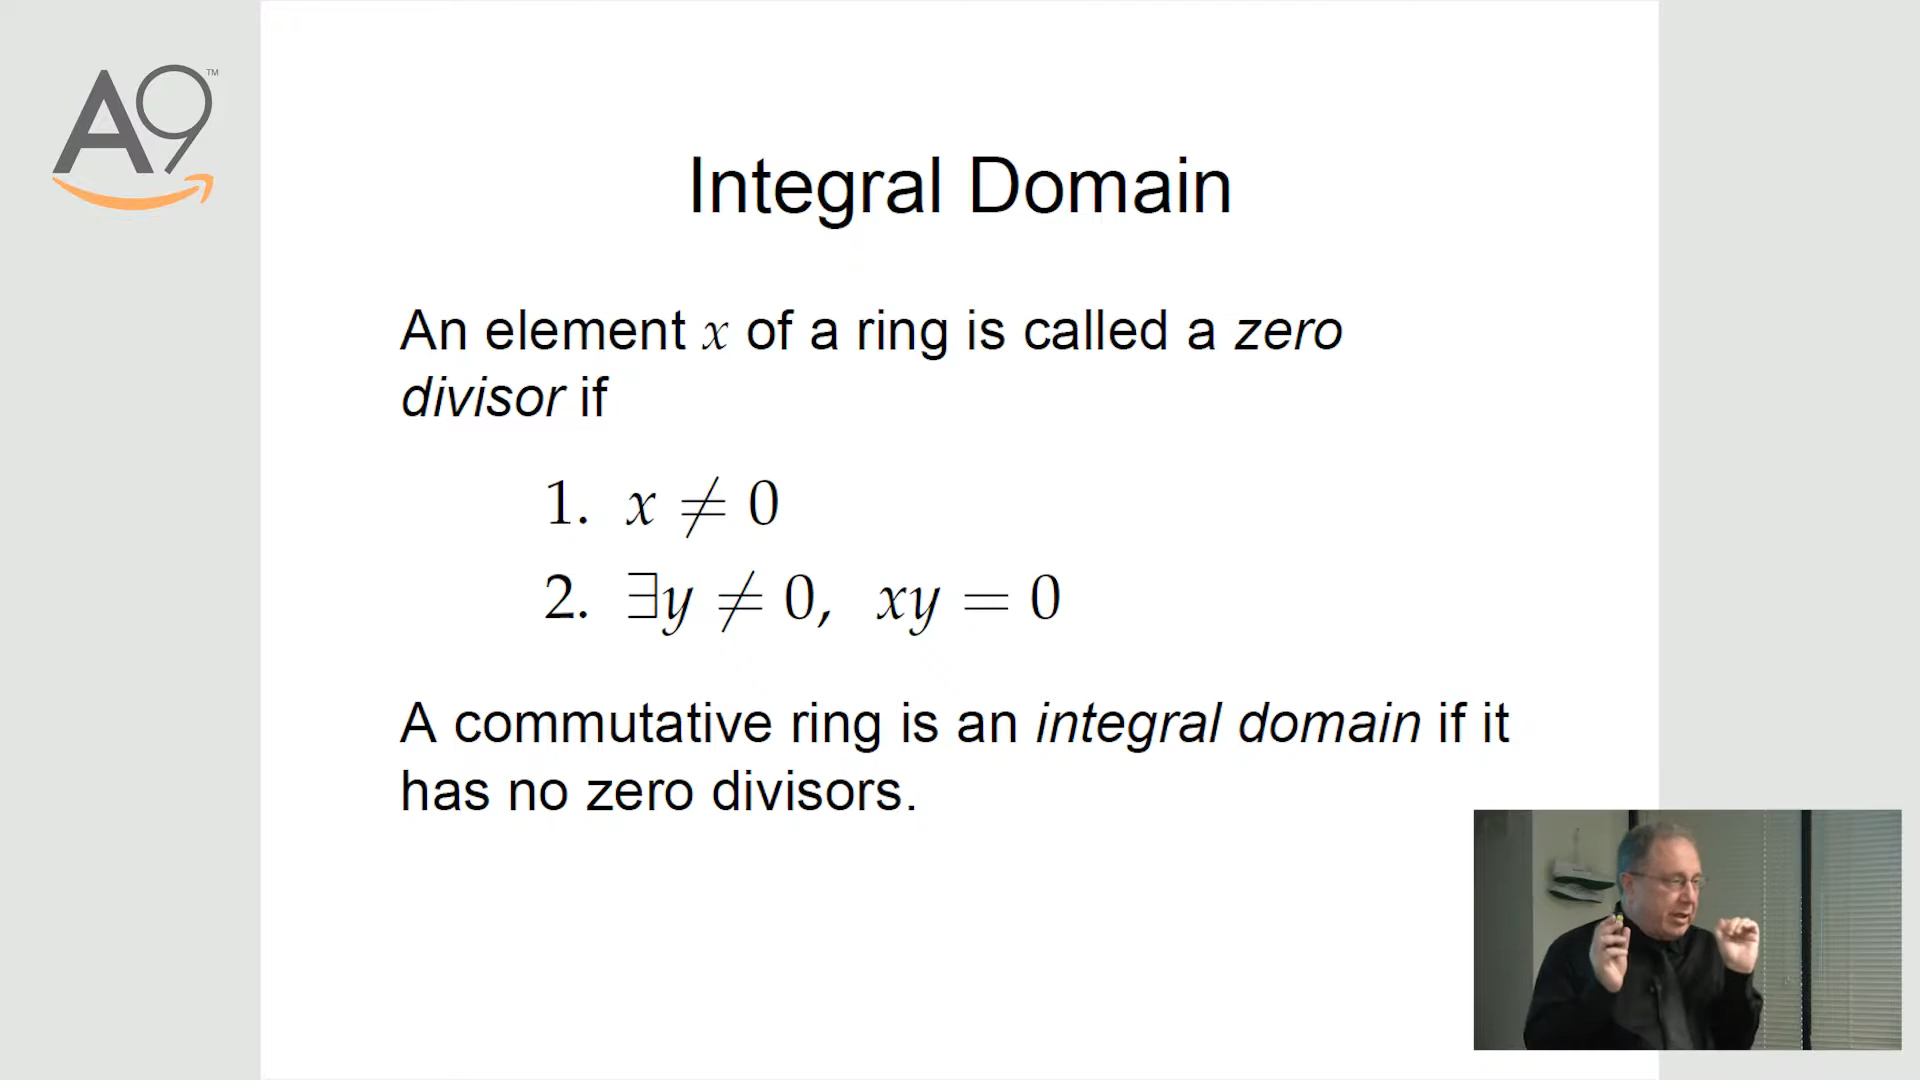 A9™
Integral Domain
An element x of a ring is called a zero
divisor if
1. x ≠ 0
2. ∃y ≠ 0, xy = 0
A commutative ring is an integral domain if it
has no zero divisors.